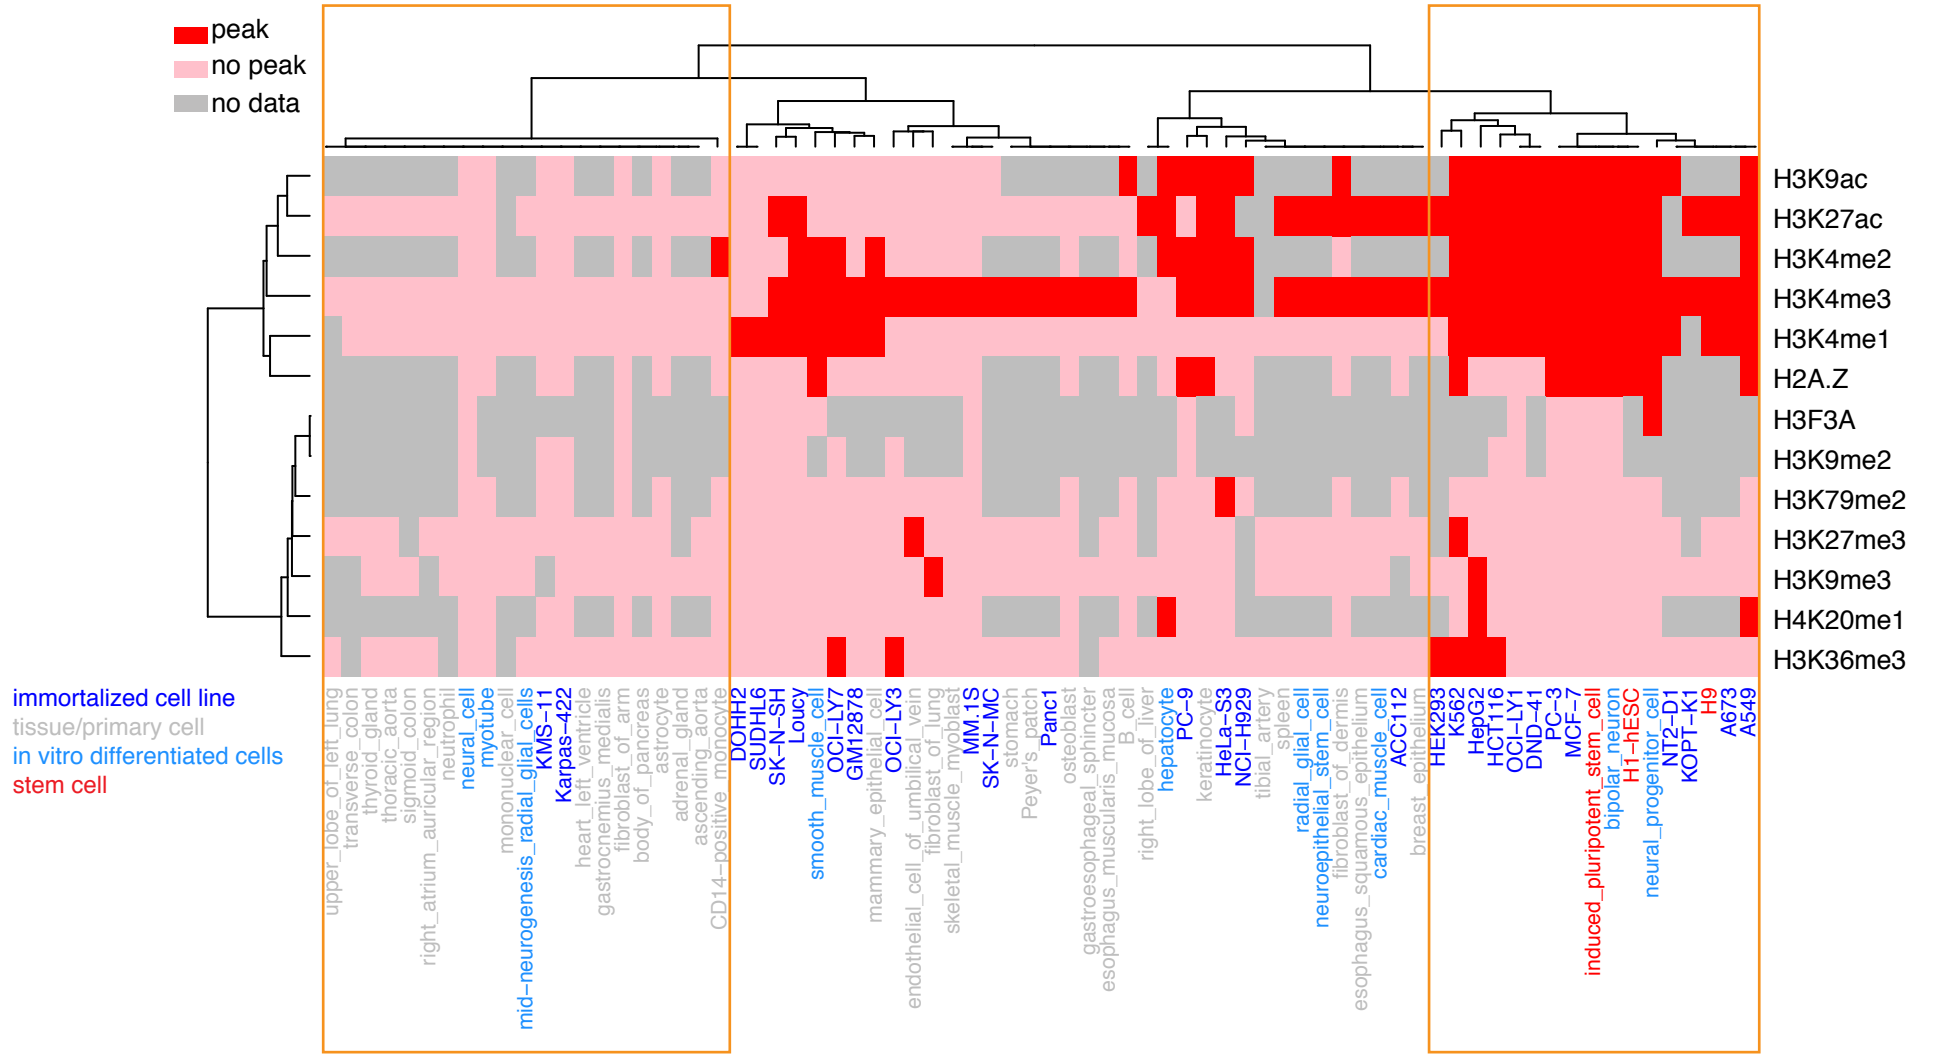 peak
no peak
no data
H3K9ac
H3K27ac
H3K4me2
H3K4me3
H3K4me1
H2A.Z
H3F3A
H3K9me2
H3K79me2
H3K27me3
H3K9me3
H4K20me1
H3K36me3
immortalized cell line
tissue/primary cell
in vitro differentiated cells
stem cell
upper_lobe_of_left_lung
transverse_colon
thyroid_gland
thoracic_aorta
sigmoid_colon
right_atrium_auricular_region
neutrophil
neural_cell
myotube
mononuclear_cell
mid−neurogenesis_radial_glial_cells
KMS−11
Karpas−422
heart_left_ventricle
gastrocnemius_medialis
fibroblast_of_arm
body_of_pancreas
astrocyte
adrenal_gland
ascending_aorta
CD14−positive_monocyte
DOHH2
SUDHL6
SK−N−SH
Loucy
smooth_muscle_cell
OCI−LY7
GM12878
mammary_epithelial_cell
OCI−LY3
endothelial_cell_of_umbilical_vein
fibroblast_of_lung
skeletal_muscle_myoblast
MM.1S
SK−N−MC
stomach
Peyer's_patch
Panc1
osteoblast
gastroesophageal_sphincter
esophagus_muscularis_mucosa
B_cell
right_lobe_of_liver
hepatocyte
PC−9
keratinocyte
HeLa−S3
NCI−H929
tibial_artery
spleen
radial_glial_cell
neuroepithelial_stem_cell
fibroblast_of_dermis
esophagus_squamous_epithelium
cardiac_muscle_cell
ACC112
breast_epithelium
HEK293
K562
HepG2
HCT116
OCI−LY1
DND−41
PC−3
MCF−7
induced_pluripotent_stem_cell
bipolar_neuron
H1−hESC
neural_progenitor_cell
NT2−D1
KOPT−K1
H9
A673
A549